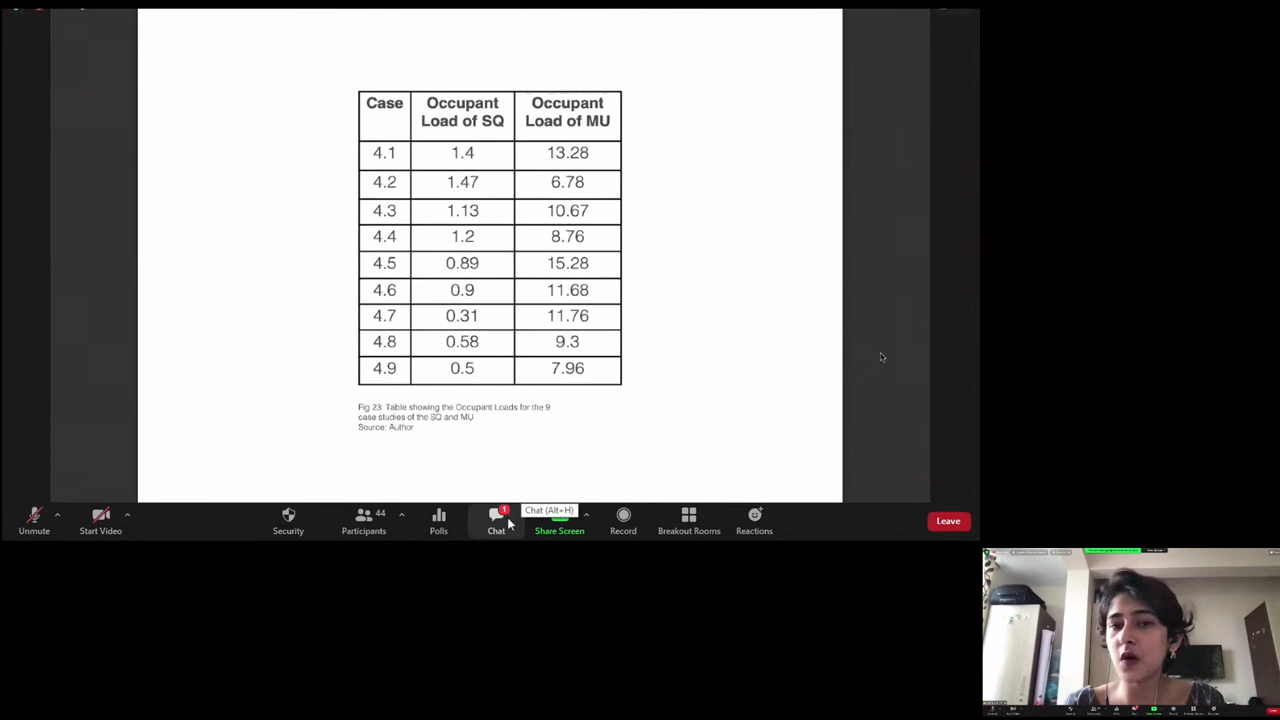 Case Occupant Load of SQ Occupant Load of MU
4.1 1.4 13.28
4.2 1.47 6.78
4.3 1.13 10.67
4.4 1.2 8.76
4.5 0.89 15.28
4.6 0.9 11.68
4.7 0.31 11.76
4.8 0.58 9.3
4.9 0.5 7.96
Fig 23: Table showing the Occupant Loads for the 9
case studies of the SQ and MU
Source: Author
1
Chat (Alt+H)
44
Unmute Start Video Security Participants Polls Chat Share Screen Record Breakout Rooms Reactions Leave